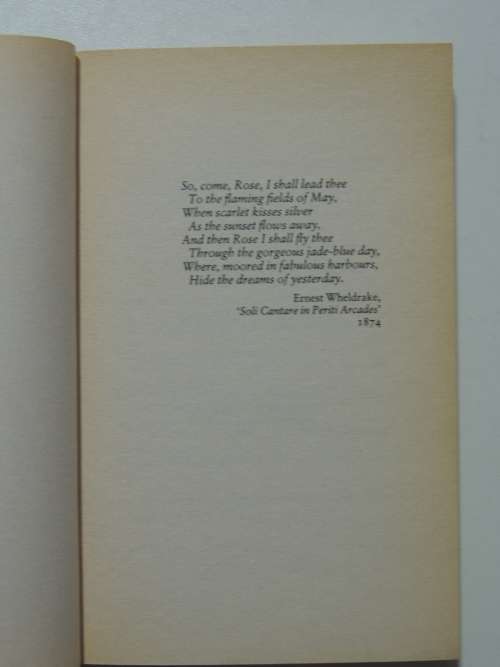 So, come, Rose, I shall lead thee
To the flaming fields of May,
When scarlet kisses silver
As the sunset flows away.
And then Rose I shall fly thee
Through the gorgeous jade-blue day,
Where, moored in fabulous harbours,
Hide the dreams of yesterday.
Ernest Wheldrake,
'Soli Cantare in Periti Arcades'
1874